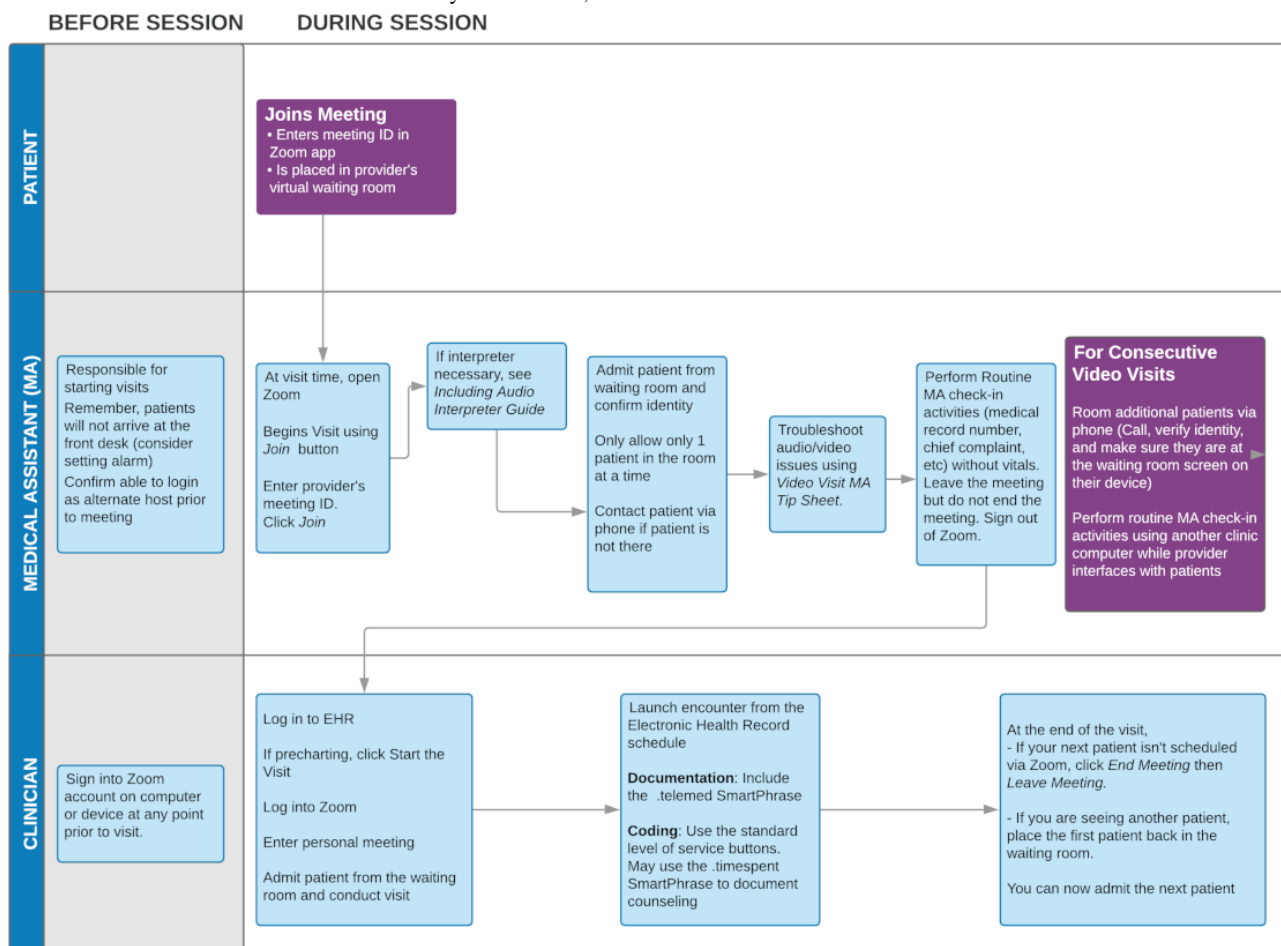 BEFORE SESSION
DURING SESSION
PATIENT
Joins Meeting
• Enters meeting ID in
Zoom app
• Is placed in provider's
virtual waiting room
MEDICAL ASSISTANT (MA)
Responsible for
starting visits
Remember, patients
will not arrive at the
front desk (consider
setting alarm)
Confirm able to login
as alternate host prior
to meeting
At visit time, open
Zoom
Begins Visit using
Join button
Enter provider's
meeting ID.
Click Join
If interpreter
necessary, see
Including Audio
Interpreter Guide
Admit patient from
waiting room and
confirm identity
Only allow only 1
patient in the room
at a time
Contact patient via
phone if patient is
not there
Troubleshoot
audio/video
issues using
Video Visit MA
Tip Sheet.
Perform Routine
MA check-in
activities (medical
record number,
chief complaint,
etc) without vitals.
Leave the meeting
but do not end the
meeting. Sign out
of Zoom.
For Consecutive
Video Visits
Room additional patients via
phone (Call, verify identity,
and make sure they are at
the waiting room screen on
their device)
Perform routine MA check-in
activities using another clinic
computer while provider
interfaces with patients
CLINICIAN
Sign into Zoom
account on computer
or device at any point
prior to visit.
Log in to EHR
If precharting, click Start the
Visit
Log into Zoom
Enter personal meeting
Admit patient from the waiting
room and conduct visit
Launch encounter from the
Electronic Health Record
schedule
Documentation: Include
the .telemed SmartPhrase
Coding: Use the standard
level of service buttons.
May use the .timespent
SmartPhrase to document
counseling
At the end of the visit,
- If your next patient isn't scheduled
via Zoom, click End Meeting then
Leave Meeting.
- If you are seeing another patient,
place the first patient back in the
waiting room.
You can now admit the next patient